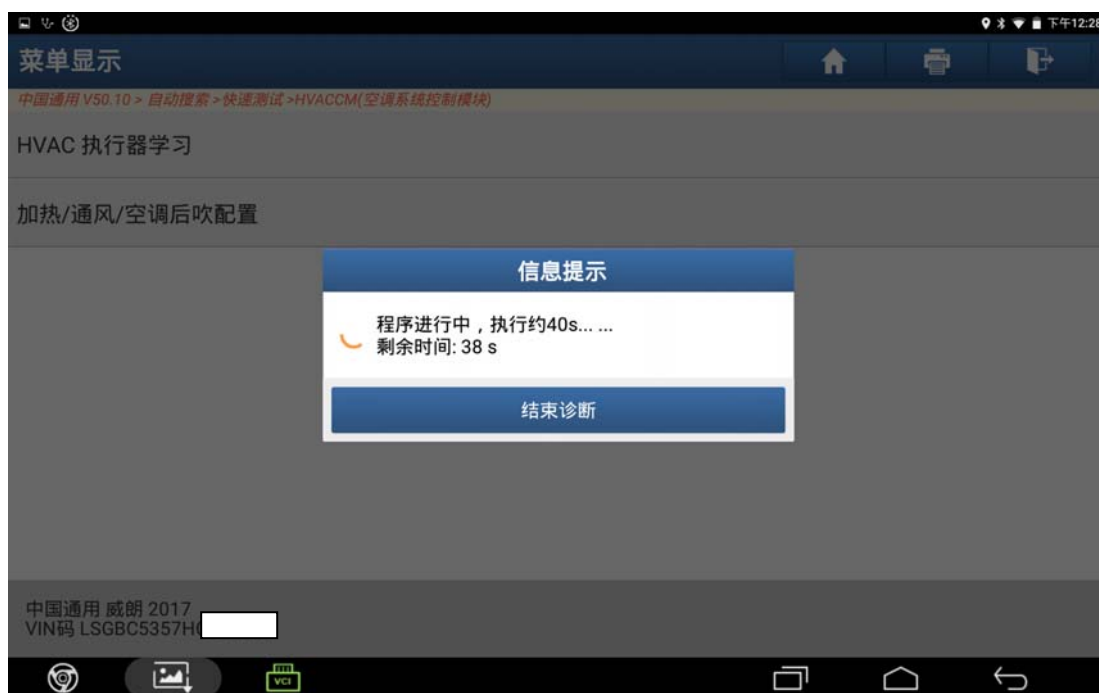 下午12:28
菜单显示
中国通用 V50.10 > 自动搜索 > 快速测试 >HVACCM(空调系统控制模块)
HVAC 执行器学习
加热/通风/空调后吹配置
信息提示
程序进行中，执行约40s... ...
剩余时间: 38 s
结束诊断
中国通用 威朗 2017
VIN码 LSGBC5357H
VCI